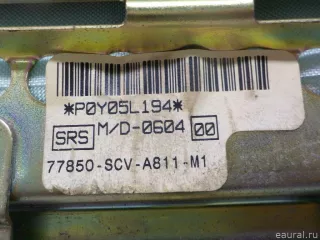 *P0Y05L194*
SRS M/D-0604 00
77850-SCV-A811-M1
© eaural.ru